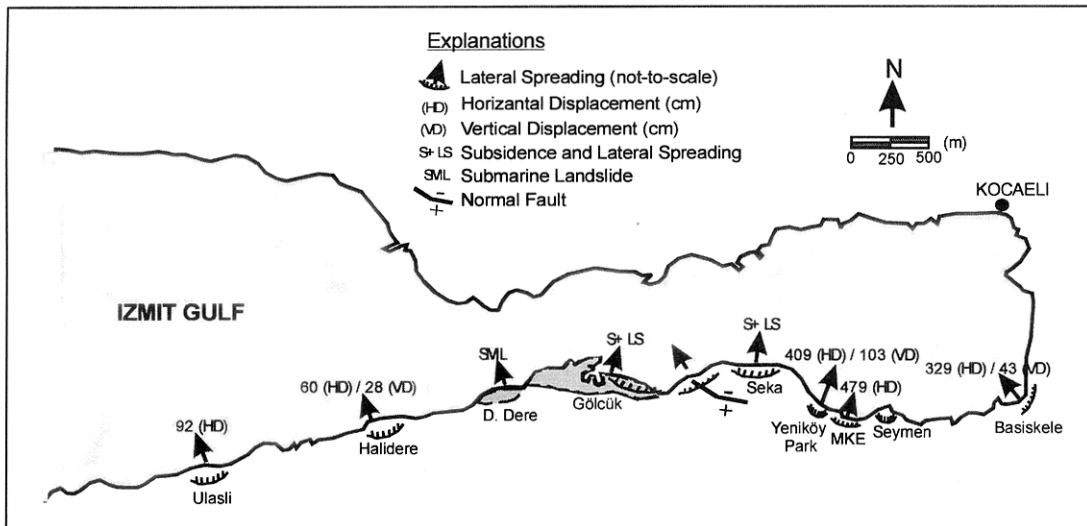 Explanations
Lateral Spreading (not-to-scale)
(HD) Horizantal Displacement (cm)
(VD) Vertical Displacement (cm)
S+ LS Subsidence and Lateral Spreading
SML Submarine Landslide
- + Normal Fault
N
0 250 500 (m)
KOCAELI
IZMIT GULF
SML
S+ LS
S+ LS
409 (HD) / 103 (VD)
329 (HD) / 43 (VD)
60 (HD) / 28 (VD)
479 (HD)
92 (HD)
-
+
D. Dere
Gölcük
Seka
Halidere
Yeniköy
Park
MKE
Seymen
Basiskele
Ulasli